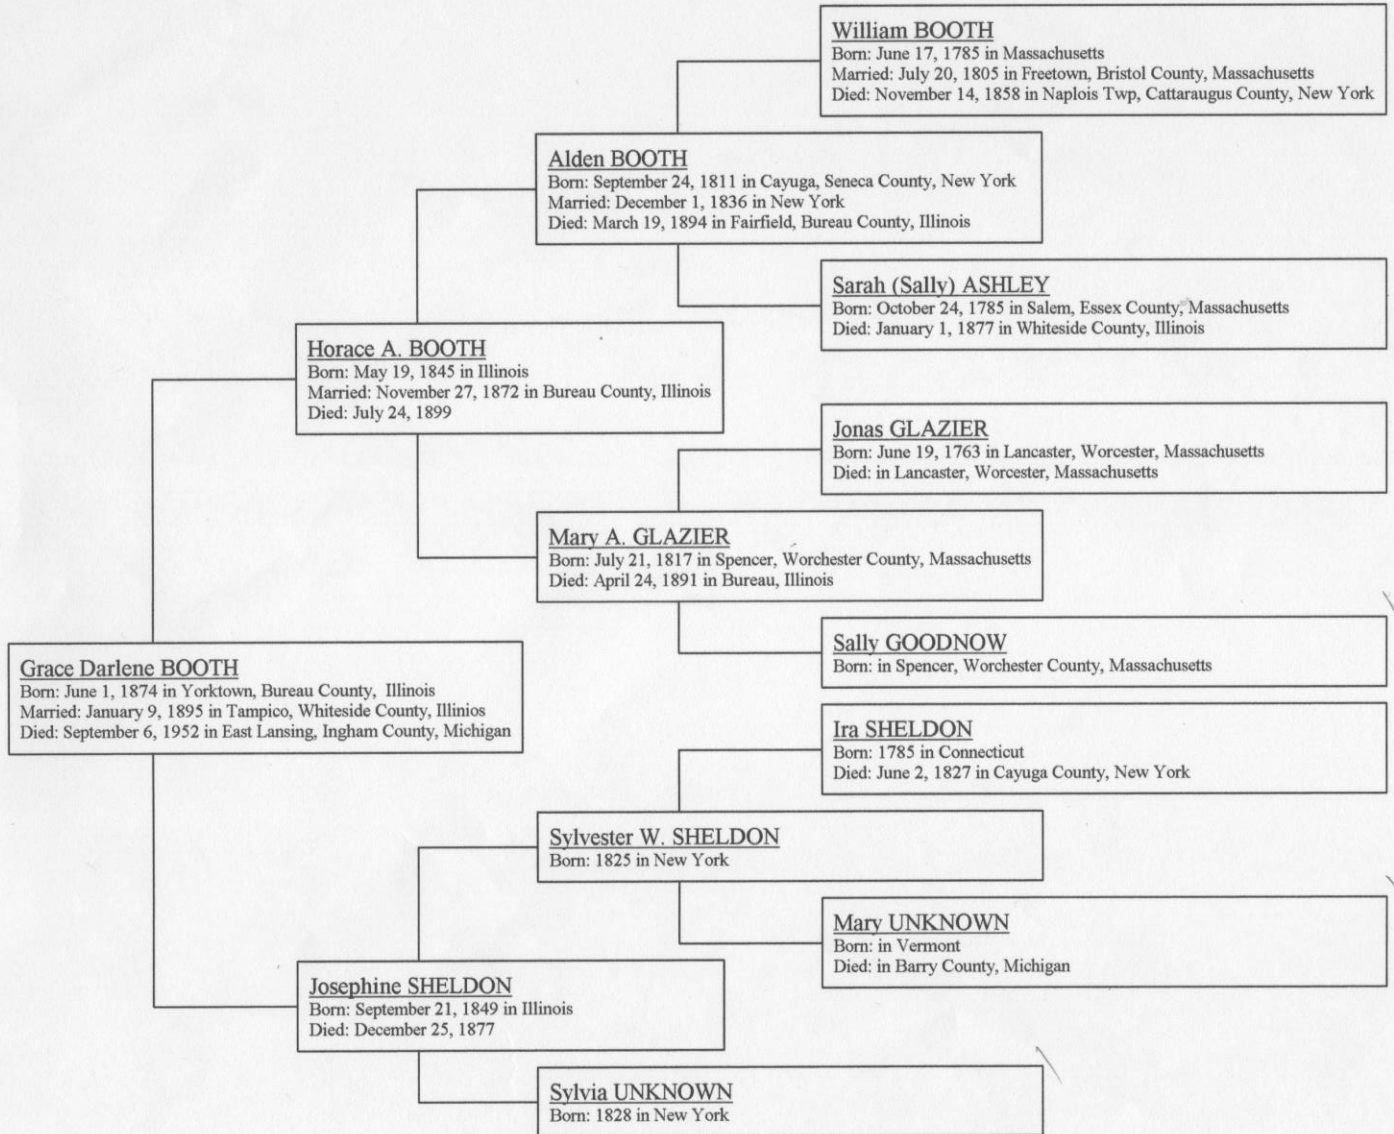 William BOOTH
Born: June 17, 1785 in Massachusetts
Married: July 20, 1805 in Freetown, Bristol County, Massachusetts
Died: November 14, 1858 in Naplois Twp, Cattaraugus County, New York
Alden BOOTH
Born: September 24, 1811 in Cayuga, Seneca County, New York
Married: December 1, 1836 in New York
Died: March 19, 1894 in Fairfield, Bureau County, Illinois
Sarah (Sally) ASHLEY
Born: October 24, 1785 in Salem, Essex County, Massachusetts
Died: January 1, 1877 in Whiteside County, Illinois
Horace A. BOOTH
Born: May 19, 1845 in Illinois
Married: November 27, 1872 in Bureau County, Illinois
Died: July 24, 1899
Jonas GLAZIER
Born: June 19, 1763 in Lancaster, Worcester, Massachusetts
Died: in Lancaster, Worcester, Massachusetts
Mary A. GLAZIER
Born: July 21, 1817 in Spencer, Worchester County, Massachusetts
Died: April 24, 1891 in Bureau, Illinois
Sally GOODNOW
Born: in Spencer, Worchester County, Massachusetts
Grace Darlene BOOTH
Born: June 1, 1874 in Yorktown, Bureau County, Illinois
Married: January 9, 1895 in Tampico, Whiteside County, Illinios
Died: September 6, 1952 in East Lansing, Ingham County, Michigan
Ira SHELDON
Born: 1785 in Connecticut
Died: June 2, 1827 in Cayuga County, New York
Sylvester W. SHELDON
Born: 1825 in New York
Mary UNKNOWN
Born: in Vermont
Died: in Barry County, Michigan
Josephine SHELDON
Born: September 21, 1849 in Illinois
Died: December 25, 1877
Sylvia UNKNOWN
Born: 1828 in New York